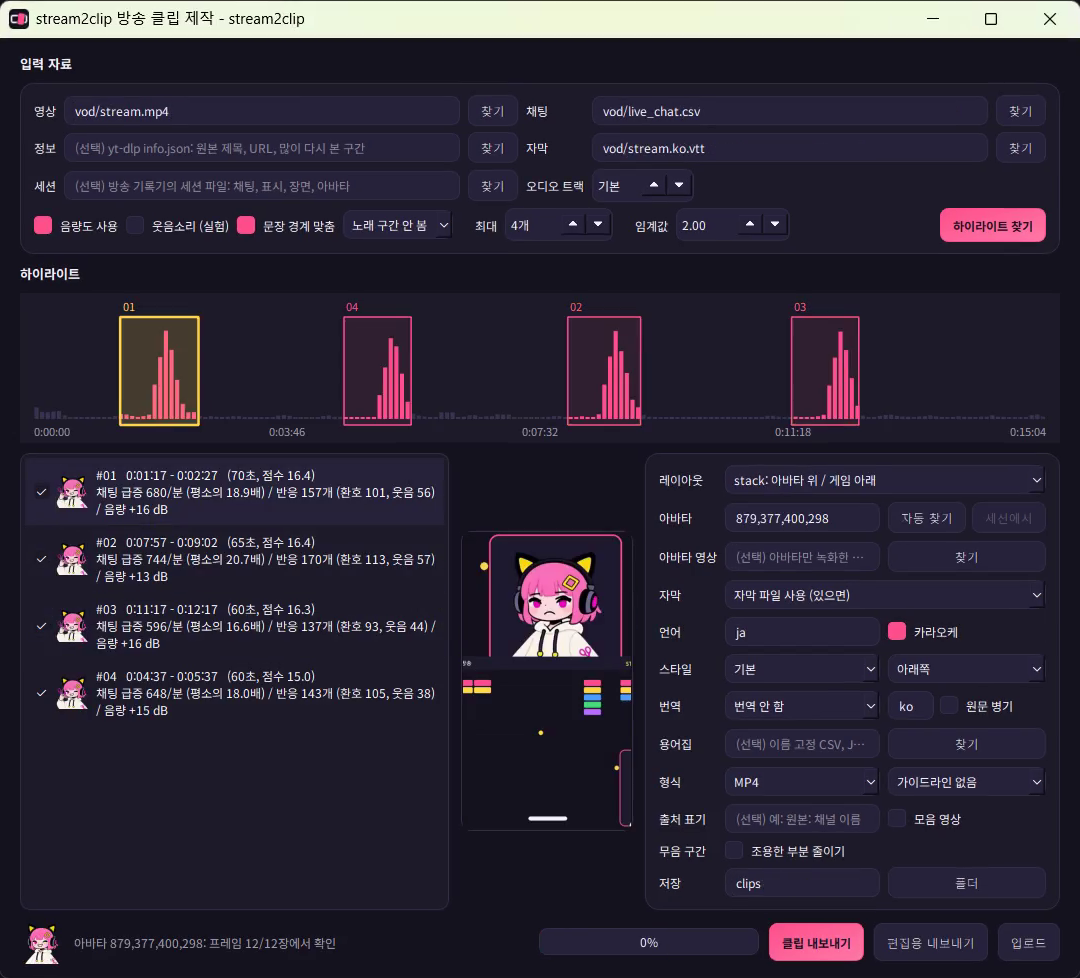 stream2clip 방송 클립 제작 - stream2clip
입력 자료
영상 vod/stream.mp4 찾기 채팅 vod/live_chat.csv 찾기
정보 (선택) yt-dlp info.json: 원본 제목, URL, 많이 다시 본 구간 찾기 자막 vod/stream.ko.vtt 찾기
세션 (선택) 방송 기록기의 세션 파일: 채팅, 표시, 장면, 아바타 찾기 오디오 트랙 기본
음량도 사용 웃음소리 (실험) 문장 경계 맞춤 노래 구간 안 봄 최대 4개 임계값 2.00 하이라이트 찾기
하이라이트
01 04 02 03
0:00:00 0:03:46 0:07:32 0:11:18 0:15:04
#01 0:01:17 - 0:02:27 (70초, 점수 16.4)
채팅 급증 680/분 (평소의 18.9배) / 반응 157개 (환호 101, 웃음 56)
/ 음량 +16 dB
#02 0:07:57 - 0:09:02 (65초, 점수 16.4)
채팅 급증 744/분 (평소의 20.7배) / 반응 170개 (환호 113, 웃음 57)
/ 음량 +13 dB
#03 0:11:17 - 0:12:17 (60초, 점수 16.3)
채팅 급증 596/분 (평소의 16.6배) / 반응 137개 (환호 93, 웃음 44) /
음량 +16 dB
#04 0:04:37 - 0:05:37 (60초, 점수 15.0)
채팅 급증 648/분 (평소의 18.0배) / 반응 143개 (환호 105, 웃음 38)
/ 음량 +15 dB
레이아웃 stack: 아바타 위 / 게임 아래
아바타 879,377,400,298 자동 찾기 세션에서
아바타 영상 (선택) 아바타만 녹화한 ··· 찾기
자막 자막 파일 사용 (있으면)
언어 ja 카라오케
스타일 기본 아래쪽
번역 번역 안 함 ko 원문 병기
용어집 (선택) 이름 고정 CSV, J··· 찾기
형식 MP4 가이드라인 없음
출처 표기 (선택) 예: 원본: 채널 이름 모음 영상
무음 구간 조용한 부분 줄이기
저장 clips 폴더
아바타 879,377,400,298: 프레임 12/12장에서 확인 0% 클립 내보내기 편집용 내보내기 업로드